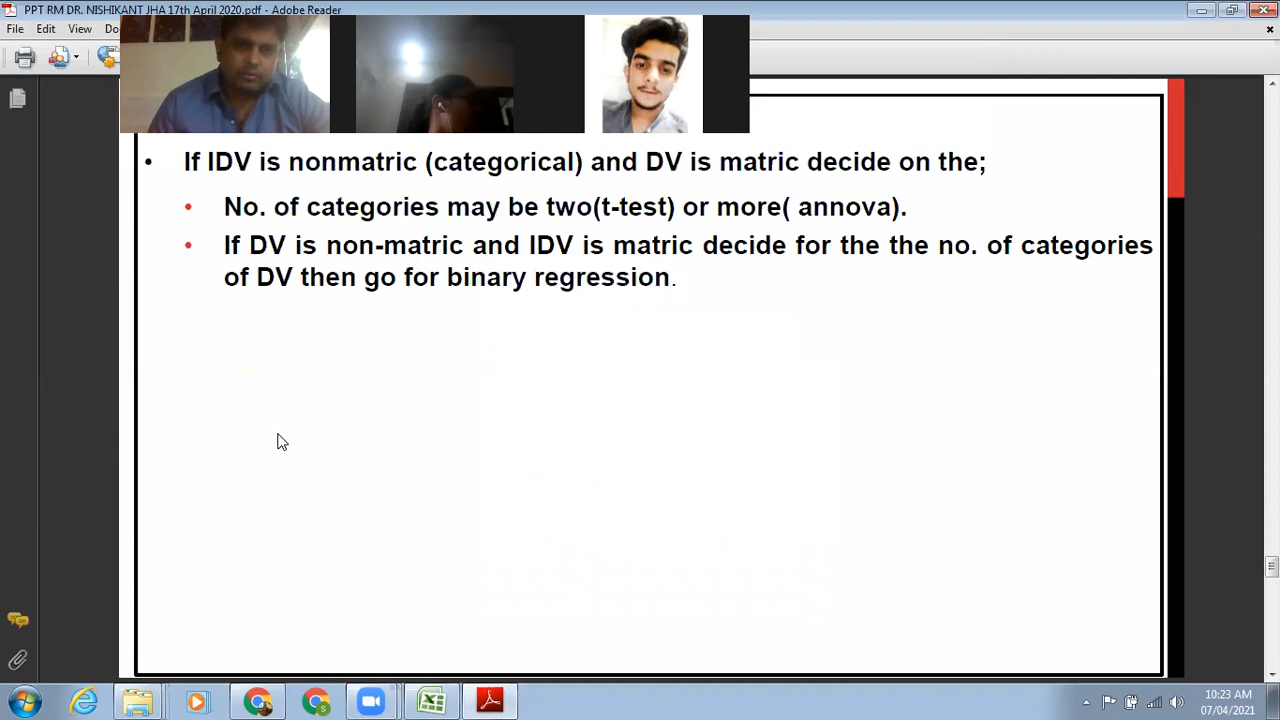 PPT RM DR. NISHIKANT JHA 17th April 2020.pdf - Adobe Reader
File Edit View
• If IDV is nonmatric (categorical) and DV is matric decide on the;
• No. of categories may be two(t-test) or more( annova).
• If DV is non-matric and IDV is matric decide for the the no. of categories
of DV then go for binary regression.
10:23 AM
07/04/2021